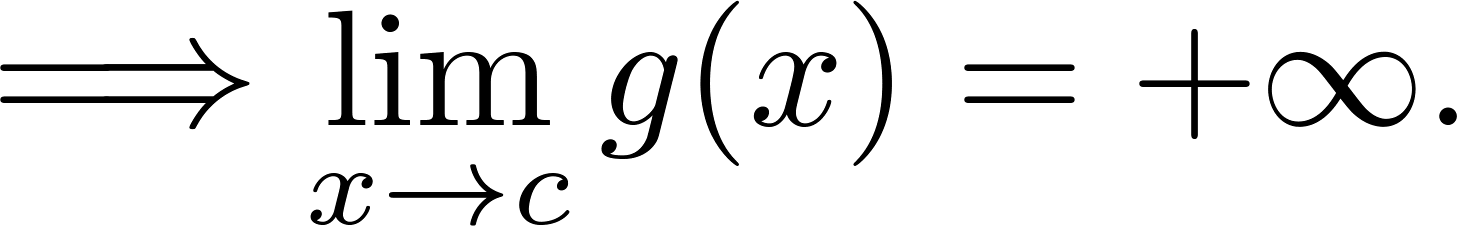 ⟹ lim_{x→c} g(x) = +∞.